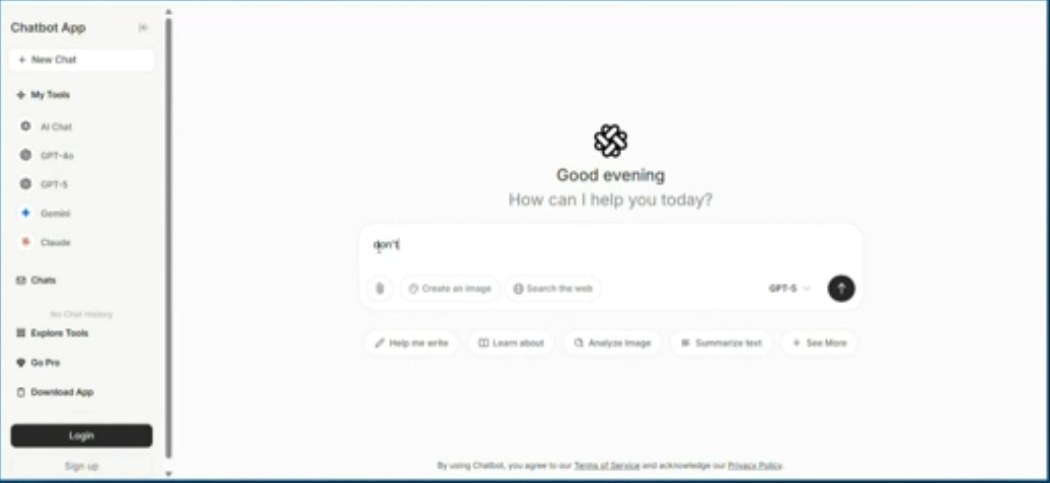 Chatbot App
+ New Chat
My Tools
AI Chat
GPT-4o
GPT-5
Gemini
Claude
Chats
No Chat History
Explore Tools
Go Pro
Download App
Login
Sign up
Good evening
How can I help you today?
don't
Create an image
Search the web
GPT-5
Help me write
Learn about
Analyze Image
Summarize text
+ See More
By using Chatbot, you agree to our Terms of Service and acknowledge our Privacy Policy.